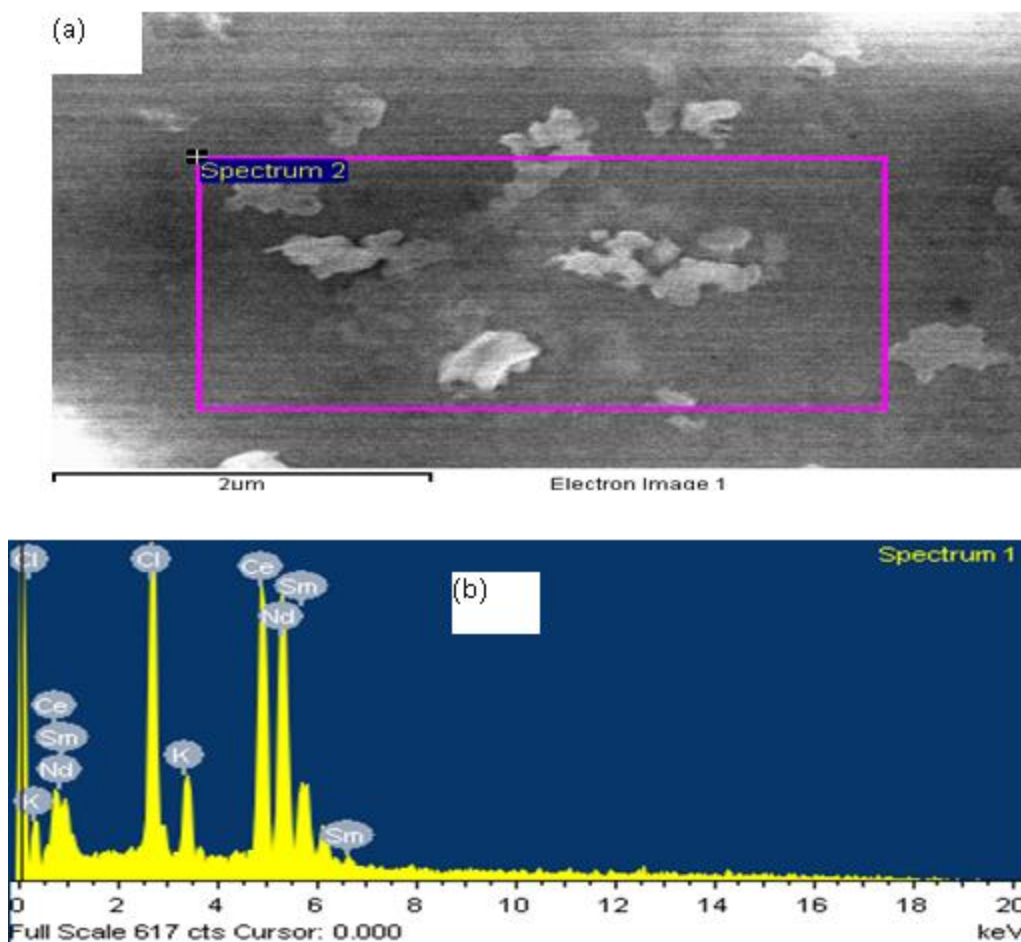 (a)
Spectrum 2
2um
Electron Image 1
Spectrum 1
(b)
Cl
Cl
Ce
Sm
Nd
Ce
Sm
Nd
K
K
Sm
0 2 4 6 8 10 12 14 16 18 20
Full Scale 617 cts Cursor: 0.000
keV